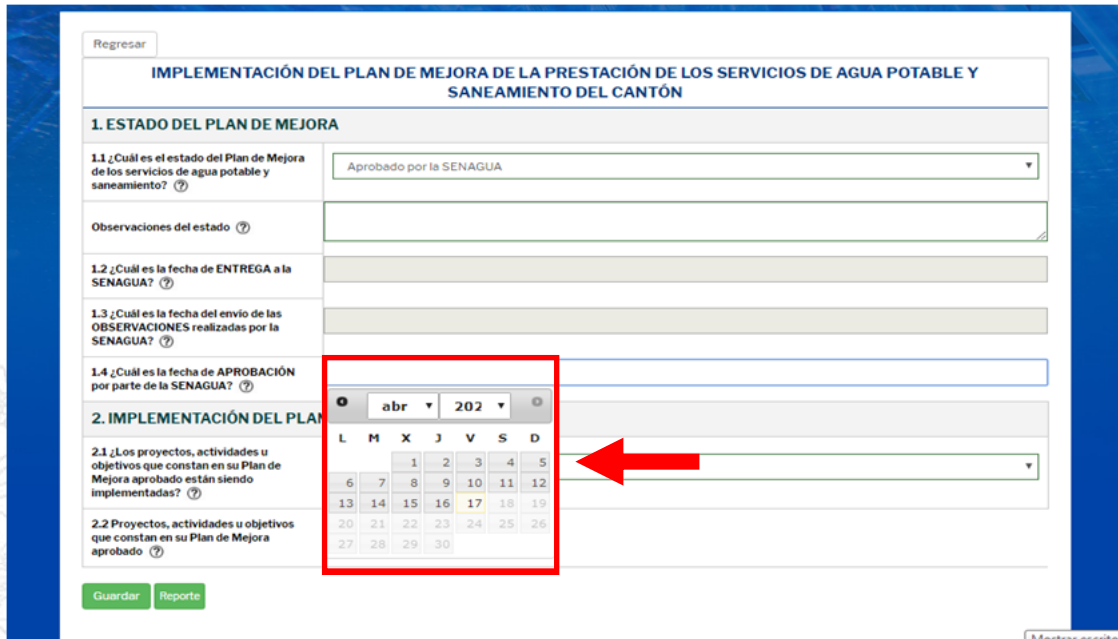 Regresar
IMPLEMENTACIÓN DEL PLAN DE MEJORA DE LA PRESTACIÓN DE LOS SERVICIOS DE AGUA POTABLE Y
SANEAMIENTO DEL CANTÓN
1. ESTADO DEL PLAN DE MEJORA
1.1 ¿Cuál es el estado del Plan de Mejora
de los servicios de agua potable y
saneamiento? ?
Aprobado por la SENAGUA
Observaciones del estado ?
1.2 ¿Cuál es la fecha de ENTREGA a la
SENAGUA? ?
1.3 ¿Cuál es la fecha del envío de las
OBSERVACIONES realizadas por la
SENAGUA? ?
1.4 ¿Cuál es la fecha de APROBACIÓN
por parte de la SENAGUA? ?
abr 202
L M X J V S D
1 2 3 4 5
6 7 8 9 10 11 12
13 14 15 16 17 18 19
20 21 22 23 24 25 26
27 28 29 30
2. IMPLEMENTACIÓN DEL PLAN
2.1 ¿Los proyectos, actividades u
objetivos que constan en su Plan de
Mejora aprobado están siendo
implementadas? ?
2.2 Proyectos, actividades u objetivos
que constan en su Plan de Mejora
aprobado ?
Guardar Reporte
Mostrar